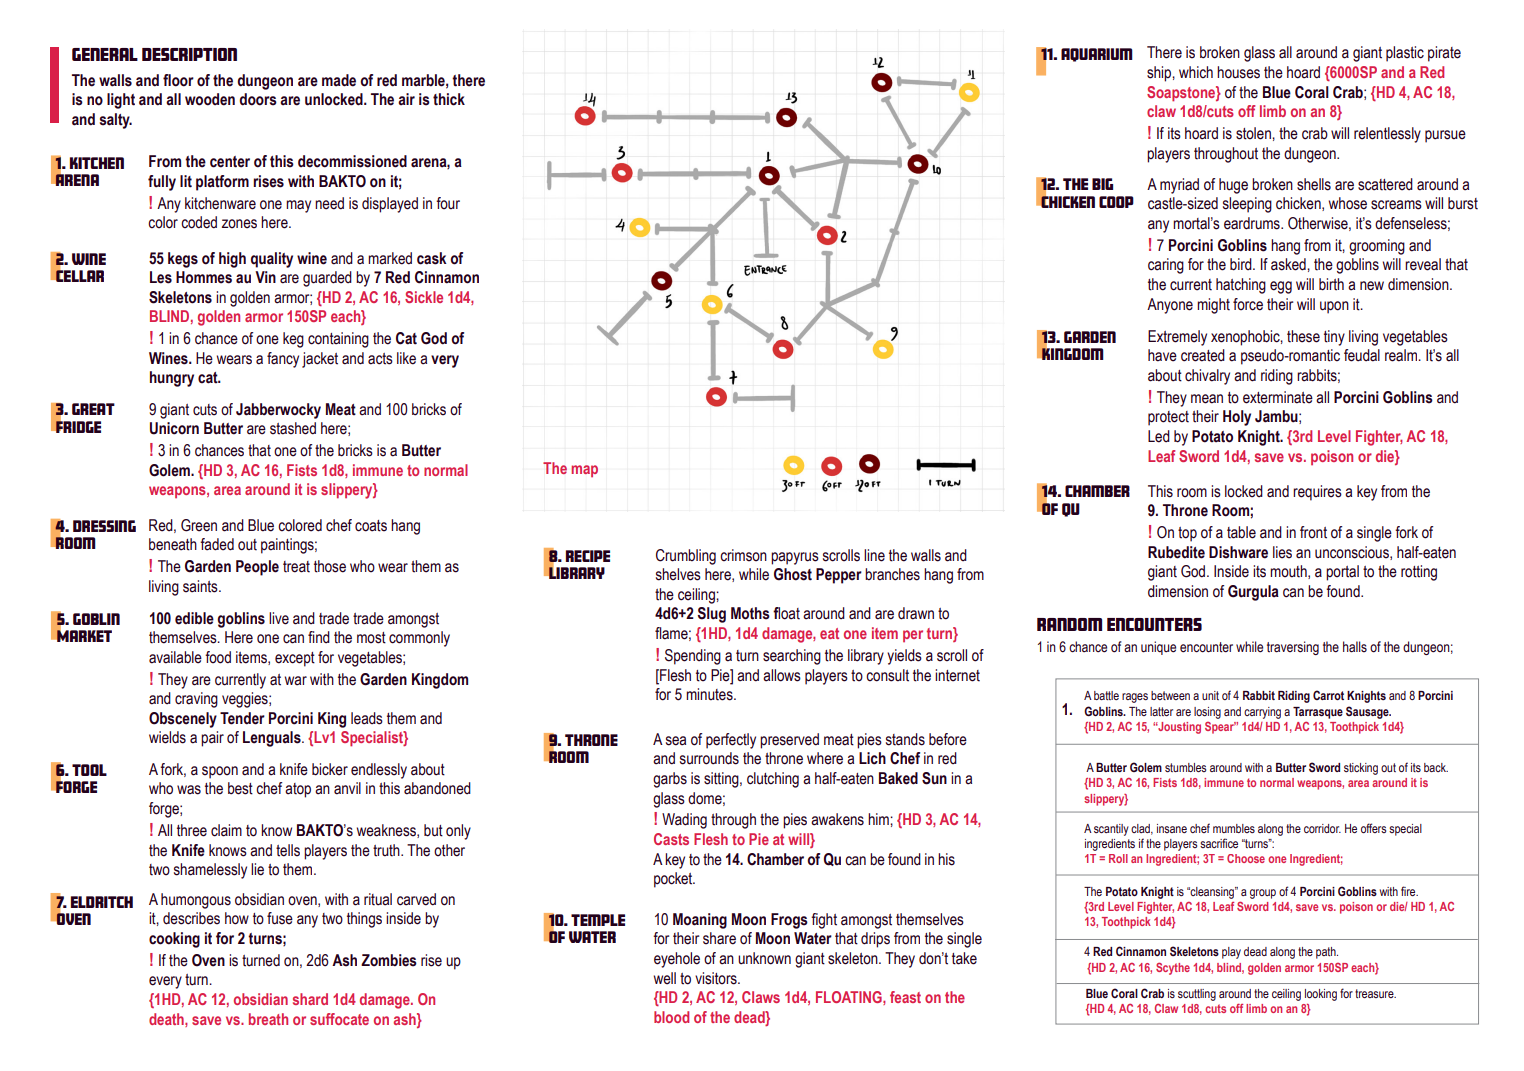 GENERAL DESCRIPTION
The walls and floor of the dungeon are made of red marble, there
is no light and all wooden doors are unlocked. The air is thick
and salty.
1. KITCHEN
ARENA
From the center of this decommissioned arena, a
fully lit platform rises with BAKTO on it;
! Any kitchenware one may need is displayed in four
color coded zones here.
2. WINE
CELLAR
55 kegs of high quality wine and a marked cask of
Les Hommes au Vin are guarded by 7 Red Cinnamon
Skeletons in golden armor; {HD 2, AC 16, Sickle 1d4,
BLIND, golden armor 150SP each}
! 1 in 6 chance of one keg containing the Cat God of
Wines. He wears a fancy jacket and acts like a very
hungry cat.
3. GREAT
FRIDGE
9 giant cuts of Jabberwocky Meat and 100 bricks of
Unicorn Butter are stashed here;
! 3 in 6 chances that one of the bricks is a Butter
Golem. {HD 3, AC 16, Fists 1d8, immune to normal
weapons, area around it is slippery}
4. DRESSING
ROOM
Red, Green and Blue colored chef coats hang
beneath faded out paintings;
! The Garden People treat those who wear them as
living saints.
5. GOBLIN
MARKET
100 edible goblins live and trade trade amongst
themselves. Here one can find the most commonly
available food items, except for vegetables;
! They are currently at war with the Garden Kingdom
and craving veggies;
Obscenely Tender Porcini King leads them and
wields a pair of Lenguals. {Lv1 Specialist}
6. TOOL
FORGE
A fork, a spoon and a knife bicker endlessly about
who was the best chef atop an anvil in this abandoned
forge;
! All three claim to know BAKTO's weakness, but only
the Knife knows and tells players the truth. The other
two shamelessly lie to them.
7. ELDRITCH
OVEN
A humongous obsidian oven, with a ritual carved on
it, describes how to fuse any two things inside by
cooking it for 2 turns;
! If the Oven is turned on, 2d6 Ash Zombies rise up
every turn.
{1HD, AC 12, obsidian shard 1d4 damage. On
death, save vs. breath or suffocate on ash}
12
11
14
13
3
1
10
4
2
ENTRANCE
5
6
8
9
7
The map
30FT
60FT
120FT
1 TURN
8. RECIPE
LIBRARY
Crumbling crimson papyrus scrolls line the walls and
shelves here, while Ghost Pepper branches hang from
the ceiling;
4d6+2 Slug Moths float around and are drawn to
flame; {1HD, 1d4 damage, eat one item per turn}
! Spending a turn searching the library yields a scroll of
[Flesh to Pie] and allows players to consult the internet
for 5 minutes.
9. THRONE
ROOM
A sea of perfectly preserved meat pies stands before
and surrounds the throne where a Lich Chef in red
garbs is sitting, clutching a half-eaten Baked Sun in a
glass dome;
! Wading through the pies awakens him; {HD 3, AC 14,
Casts Flesh to Pie at will}
A key to the 14. Chamber of Qu can be found in his
pocket.
10. TEMPLE
OF WATER
10 Moaning Moon Frogs fight amongst themselves
for their share of Moon Water that drips from the single
eyehole of an unknown giant skeleton. They don't take
well to visitors.
{HD 2, AC 12, Claws 1d4, FLOATING, feast on the
blood of the dead}
11. AQUARIUM
There is broken glass all around a giant plastic pirate
ship, which houses the hoard {6000SP and a Red
Soapstone} of the Blue Coral Crab; {HD 4, AC 18,
claw 1d8/cuts off limb on an 8}
! If its hoard is stolen, the crab will relentlessly pursue
players throughout the dungeon.
12. THE BIG
CHICKEN COOP
A myriad of huge broken shells are scattered around a
castle-sized sleeping chicken, whose screams will burst
any mortal's eardrums. Otherwise, it's defenseless;
! 7 Porcini Goblins hang from it, grooming and
caring for the bird. If asked, the goblins will reveal that
the current hatching egg will birth a new dimension.
Anyone might force their will upon it.
13. GARDEN
KINGDOM
Extremely xenophobic, these tiny living vegetables
have created a pseudo-romantic feudal realm. It's all
about chivalry and riding rabbits;
! They mean to exterminate all Porcini Goblins and
protect their Holy Jambu;
Led by Potato Knight. {3rd Level Fighter, AC 18,
Leaf Sword 1d4, save vs. poison or die}
14. CHAMBER
OF QU
This room is locked and requires a key from the
9. Throne Room;
! On top of a table and in front of a single fork of
Rubedite Dishware lies an unconscious, half-eaten
giant God. Inside its mouth, a portal to the rotting
dimension of Gurgula can be found.
RANDOM ENCOUNTERS
1 in 6 chance of an unique encounter while traversing the halls of the dungeon;
1.
A battle rages between a unit of 4 Rabbit Riding Carrot Knights and 8 Porcini
Goblins. The latter are losing and carrying a Tarrasque Sausage.
{HD 2, AC 15, “Jousting Spear” 1d4/ HD 1, AC 13, Toothpick 1d4}
A Butter Golem stumbles around with a Butter Sword sticking out of its back.
{HD 3, AC 16, Fists 1d8, immune to normal weapons, area around it is
slippery}
A scantily clad, insane chef mumbles along the corridor. He offers special
ingredients if the players sacrifice “turns”:
1T = Roll an Ingredient; 3T = Choose one Ingredient;
The Potato Knight is “cleansing” a group of 4 Porcini Goblins with fire.
{3rd Level Fighter, AC 18, Leaf Sword 1d4, save vs. poison or die/ HD 1, AC
13, Toothpick 1d4}
4 Red Cinnamon Skeletons play dead along the path.
{HD 2, AC 16, Scythe 1d4, blind, golden armor 150SP each}
Blue Coral Crab is scuttling around the ceiling looking for treasure.
{HD 4, AC 18, Claw 1d8, cuts off limb on an 8}